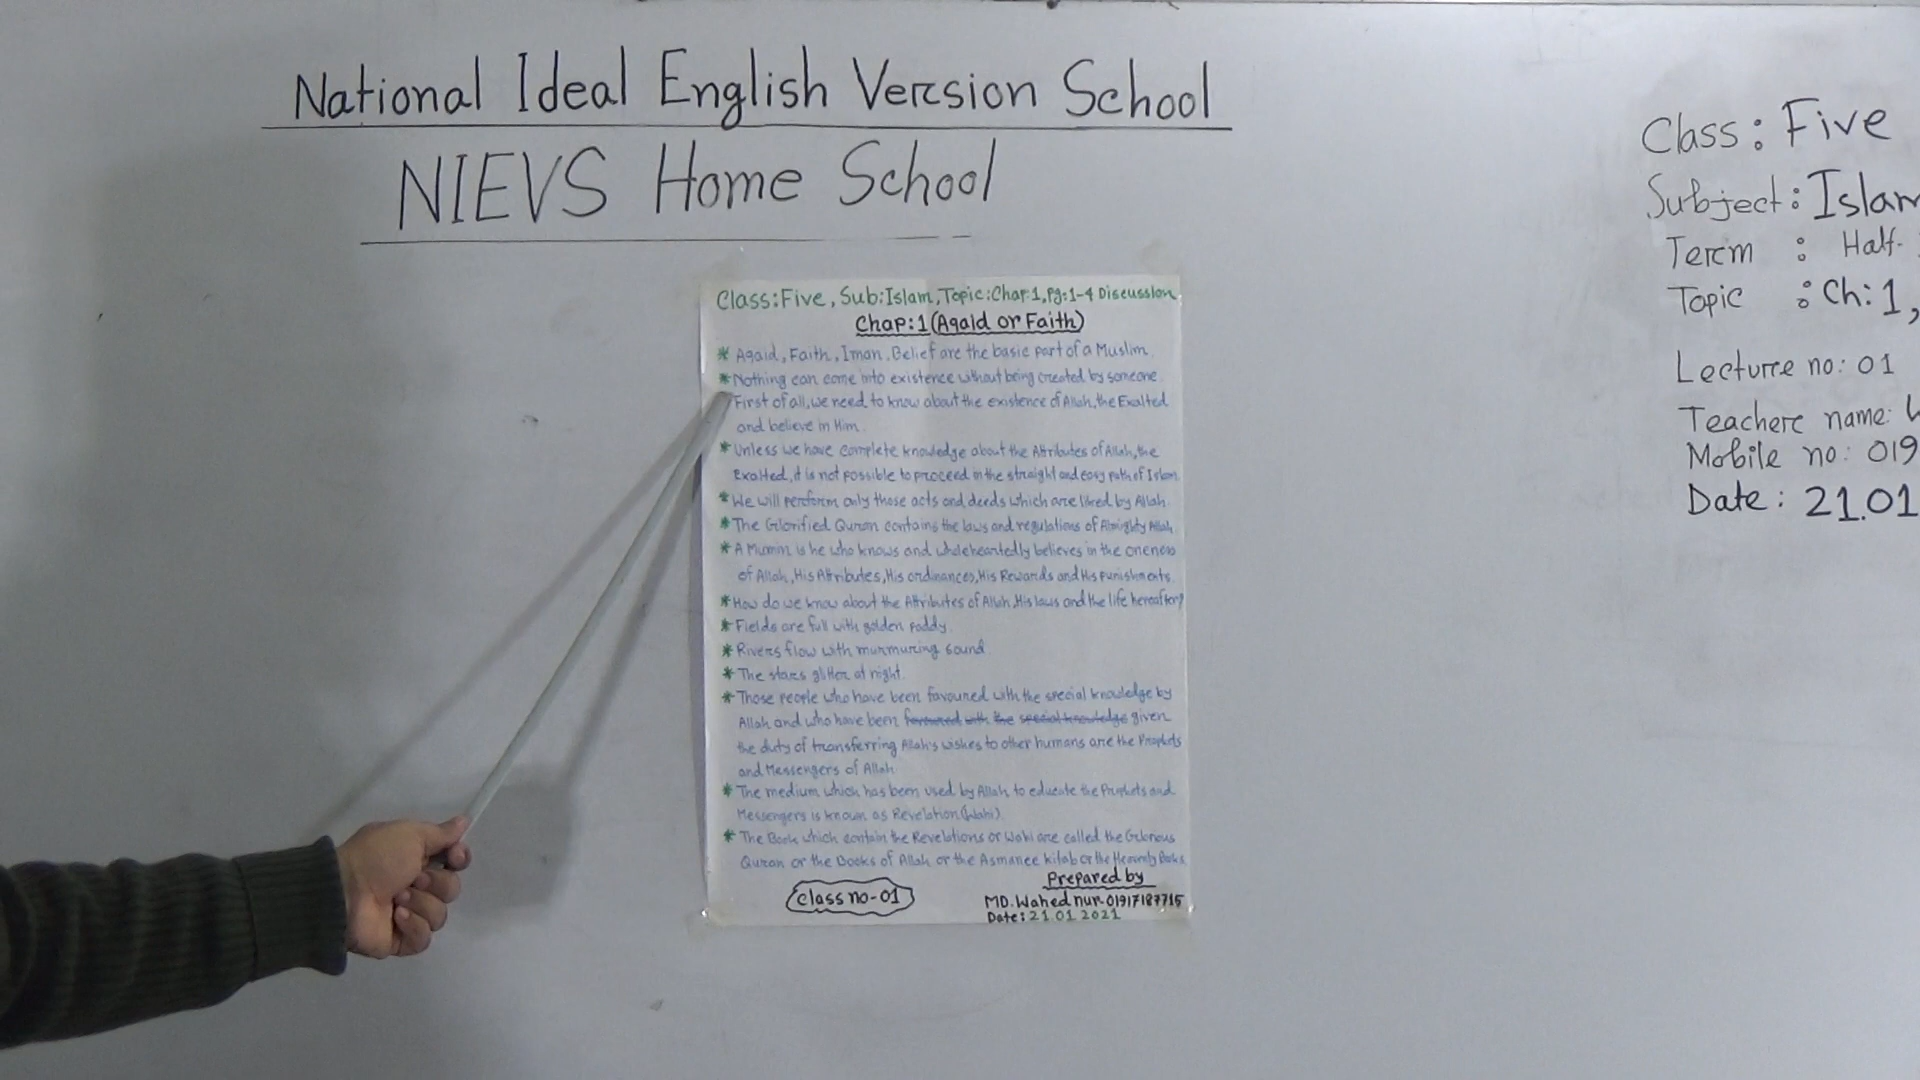 National Ideal English Version School
NIEVS Home School
Class: Five
Subject: Islam
Term : Half-
Topic : Ch:1,
Lecture no: 01
Teacher name:
Mobile no: 019
Date: 21.01
Class: Five, Sub: Islam, Topic: Chap:1, Pg:1-4 Discussion
Chap:1 (Aqaid or Faith)
* Aqaid, Faith, Iman, Belief are the basic part of a Muslim.
* Nothing can come into existence without being created by someone.
First of all, we need to know about the existence of Allah, the Exalted
and believe in Him.
* Unless we have complete knowledge about the Attributes of Allah, the
Exalted, it is not possible to proceed in the straight and easy path of Islam
* We will perform only those acts and deeds which are liked by Allah.
* The Glorified Quran contains the laws and regulations of Almighty Allah.
* A Mumin is he who knows and wholeheartedly believes in the oneness
of Allah, His Attributes, His ordinances, His Rewards and His punishments.
* How do we know about the Attributes of Allah, His laws and the life hereafter?
* Fields are full with golden paddy.
* Rivers flow with murmuring sound.
* The stars glitter at night.
* Those people who have been favoured with the special knowledge by
Allah and who have been favoured with the special knowledge given
the duty of transferring Allah's wishes to other humans are the Prophets
and Messengers of Allah
* The medium which has been used by Allah to educate the Prophets and
Messengers is known as Revelation (Wahi).
* The Book which contain the Revelations or Wahi are called the Glorious
Quran or the Books of Allah or the Asmanee kitab or the Heavenly Books
Class no-01
Prepared by
MD. Wahed nur-01917187715
Date: 21.01.2021